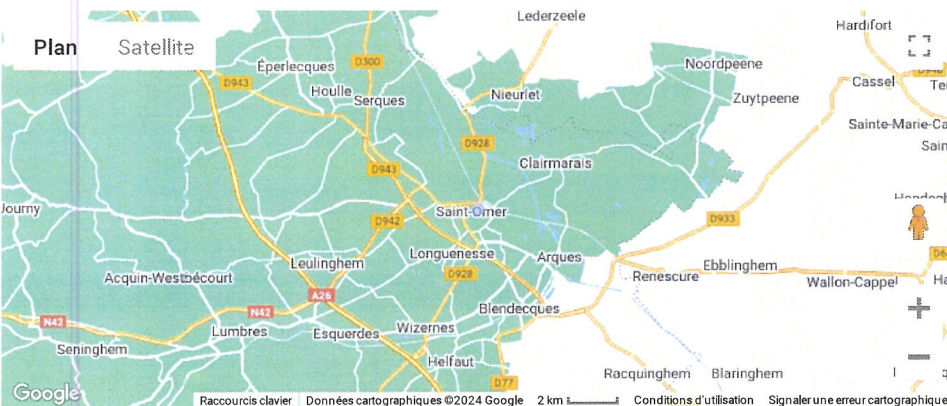 Lederzeele
Hardifort
Plan Satellite
Noordpeene
D300
Éperlecques
D943
Cassel
Houlle
Serques
Nieurlet
Zuytpeene
Sainte-Marie-Ca
D928
Sain
Clairmarais
D943
Journy
Saint-Omer
D942
D933
Longuenesse
Arques
Leulinghem
Ebblinghem
D928
Renescure
Acquin-Westbécourt
Wallon-Cappel
A26
N42
Blendecques
N42
Wizernes
Lumbres
Esquerdes
Seninghem
Helfaut
Racquinghem
Blaringhem
D77
Google
Raccourcis clavier Données cartographiques ©2024 Google 2 km Conditions d'utilisation Signaler une erreur cartographique